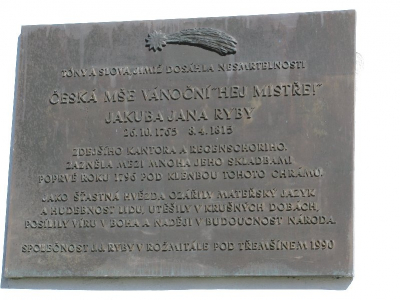 TÓNY A SLOVA JIMIŽ DOSÁHLA NESMRTELNOSTI
ČESKÁ MŠE VÁNOČNÍ "HEJ MISTŘE!"
JAKUBA JANA RYBY
26.10.1765 8.4.1815
ZDEJŠÍHO KANTORA A REGENSCHORIHO.
ZAZNĚLA MEZI MNOHA JEHO SKLADBAMI
POPRVÉ ROKU 1796 POD KLENBOU TOHOTO CHRÁMU.
JAKO ŠŤASTNÁ HVĚZDA OZÁŘILY MATEŘSKÝ JAZYK
A HUDEBNOST LIDU, UTĚŠILY V KRUŠNÝCH DOBÁCH,
POSÍLILY VÍRU V BOHA A NADĚJI V BUDOUCNOST NÁRODA.
SPOLEČNOST J.J. RYBY V ROŽMITÁLE POD TŘEMŠÍNEM 1990